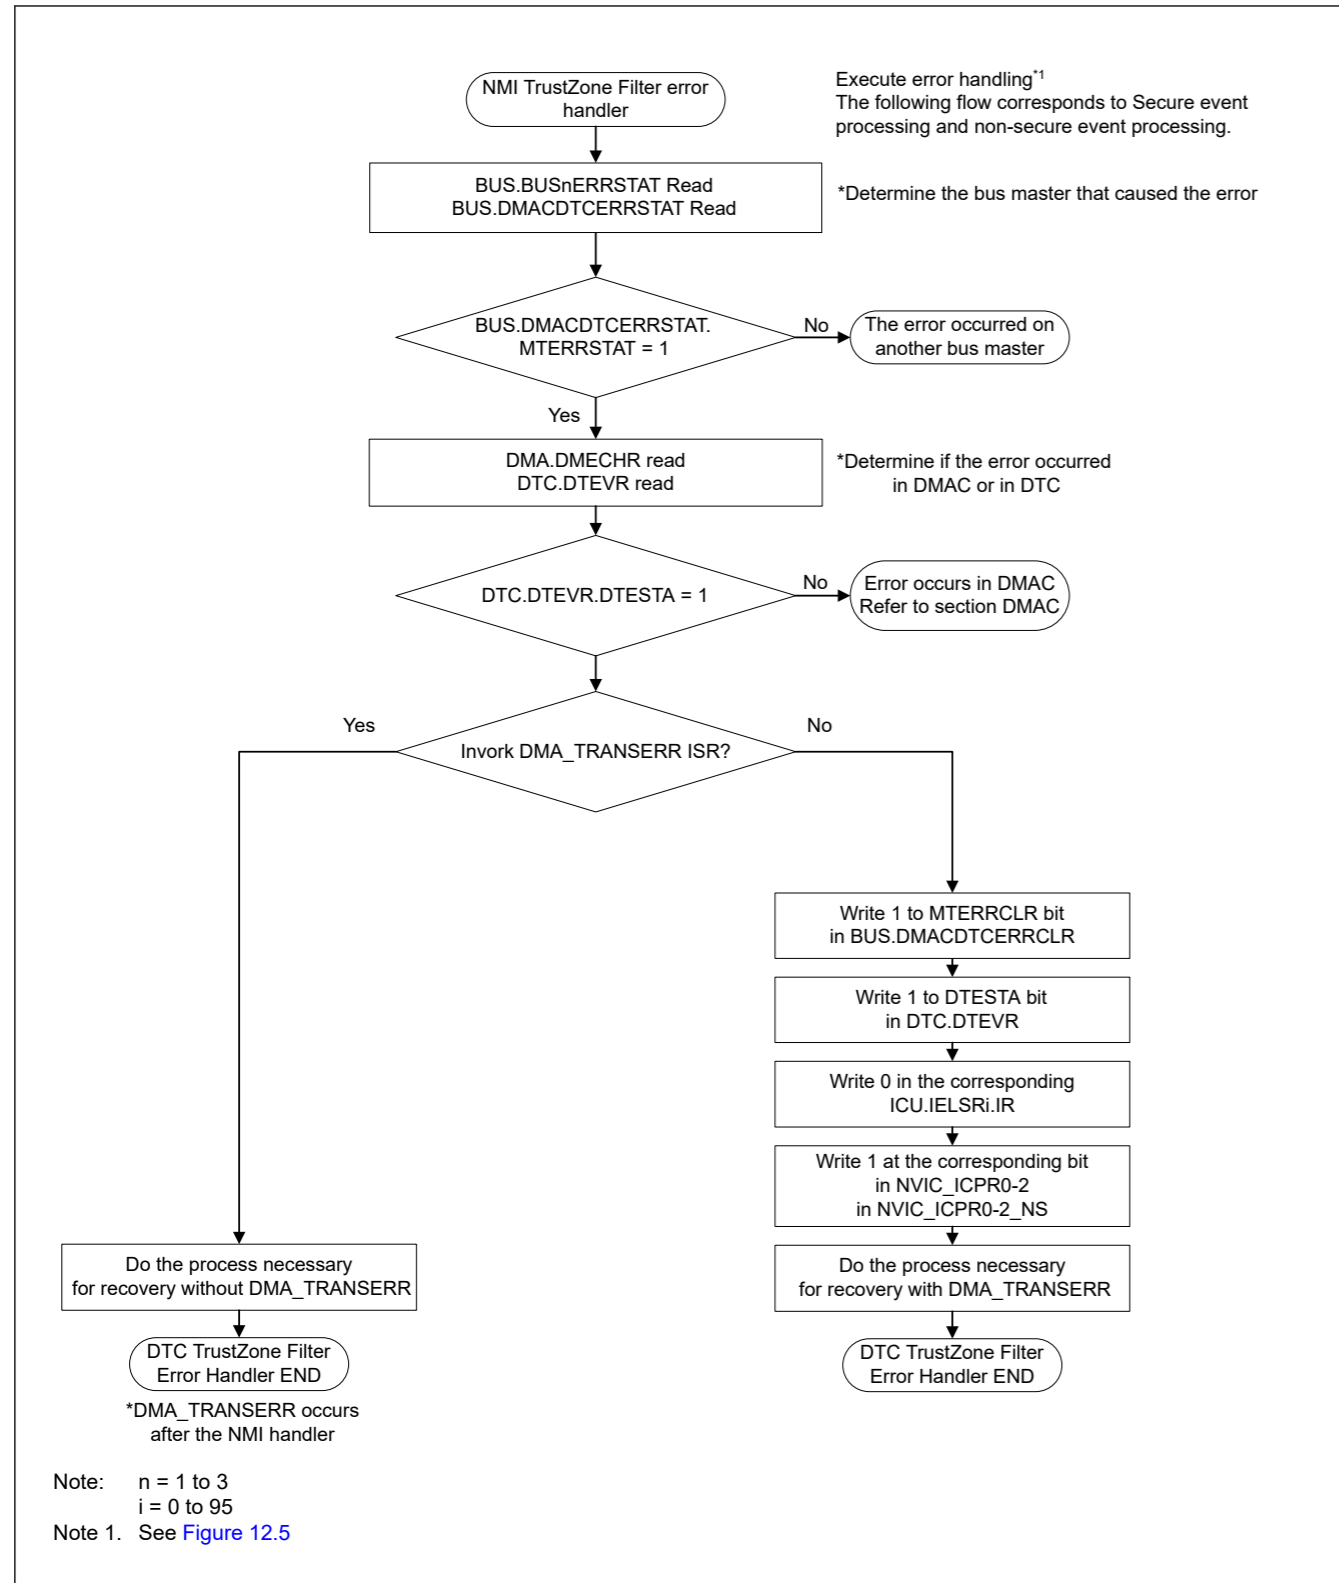 NMI TrustZone Filter error
handler
Execute error handling*1
The following flow corresponds to Secure event
processing and non-secure event processing.
BUS.BUSnERRSTAT Read
BUS.DMACDTCERRSTAT Read
*Determine the bus master that caused the error
BUS.DMACDTCERRSTAT.
MTERRSTAT = 1
No
The error occurred on
another bus master
Yes
DMA.DMECHR read
DTC.DTEVR read
*Determine if the error occurred
in DMAC or in DTC
DTC.DTEVR.DTESTA = 1
No
Error occurs in DMAC
Refer to section DMAC
Yes
Invork DMA_TRANSERR ISR?
No
Write 1 to MTERRCLR bit
in BUS.DMACDTCERRCLR
Write 1 to DTESTA bit
in DTC.DTEVR
Write 0 in the corresponding
ICU.IELSRi.IR
Write 1 at the corresponding bit
in NVIC_ICPR0-2
in NVIC_ICPR0-2_NS
Do the process necessary
for recovery without DMA_TRANSERR
Do the process necessary
for recovery with DMA_TRANSERR
DTC TrustZone Filter
Error Handler END
DTC TrustZone Filter
Error Handler END
*DMA_TRANSERR occurs
after the NMI handler
Note: n = 1 to 3
i = 0 to 95
Note 1. See Figure 12.5